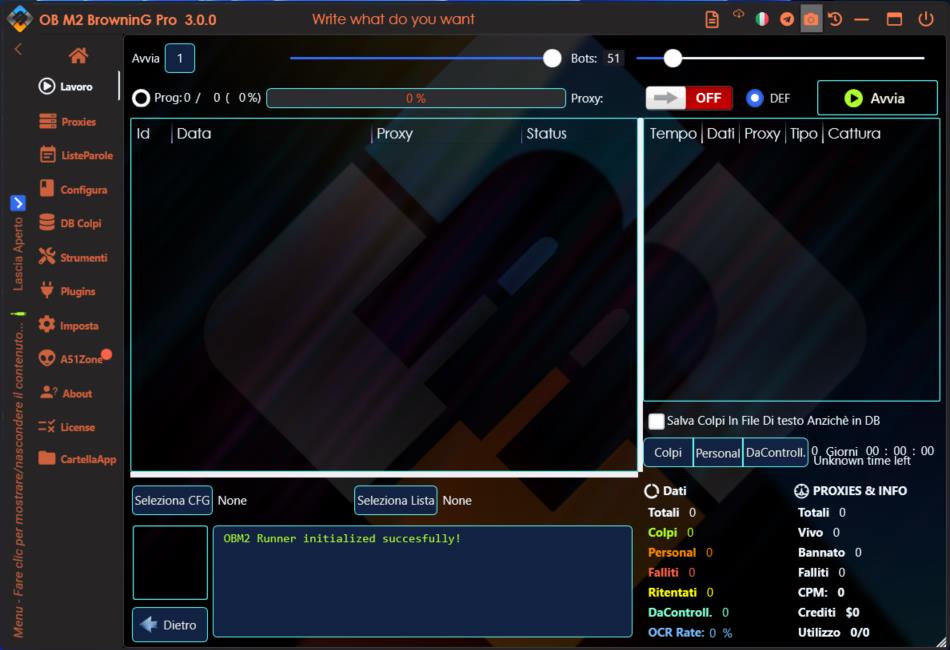 OB M2 BrowninG Pro 3.0.0
Write what do you want
Avvia 1
Bots: 51
Lavoro
Prog: 0 / 0 ( 0%)
0 %
Proxy:
OFF
DEF
Avvia
Proxies
ListeParole
Configura
DB Colpi
Strumenti
Plugins
Imposta
A51Zone
About
License
CartellaApp
Lascia Aperto
Menu - Fare clic per mostrare/nascondere il contenuto...
Id Data Proxy Status
Tempo Dati Proxy Tipo Cattura
Salva Colpi In File Di testo Anzichè in DB
Colpi Personal DaControll. 0 Giorni 00 : 00 : 00
Unknown time left
Seleziona CFG None
Seleziona Lista None
OBM2 Runner initialized succesfully!
Dietro
Dati
Totali 0
Colpi 0
Personal 0
Falliti 0
Ritentati 0
DaControll. 0
OCR Rate: 0 %
PROXIES & INFO
Totali 0
Vivo 0
Bannato 0
Falliti 0
CPM: 0
Crediti $0
Utilizzo 0/0